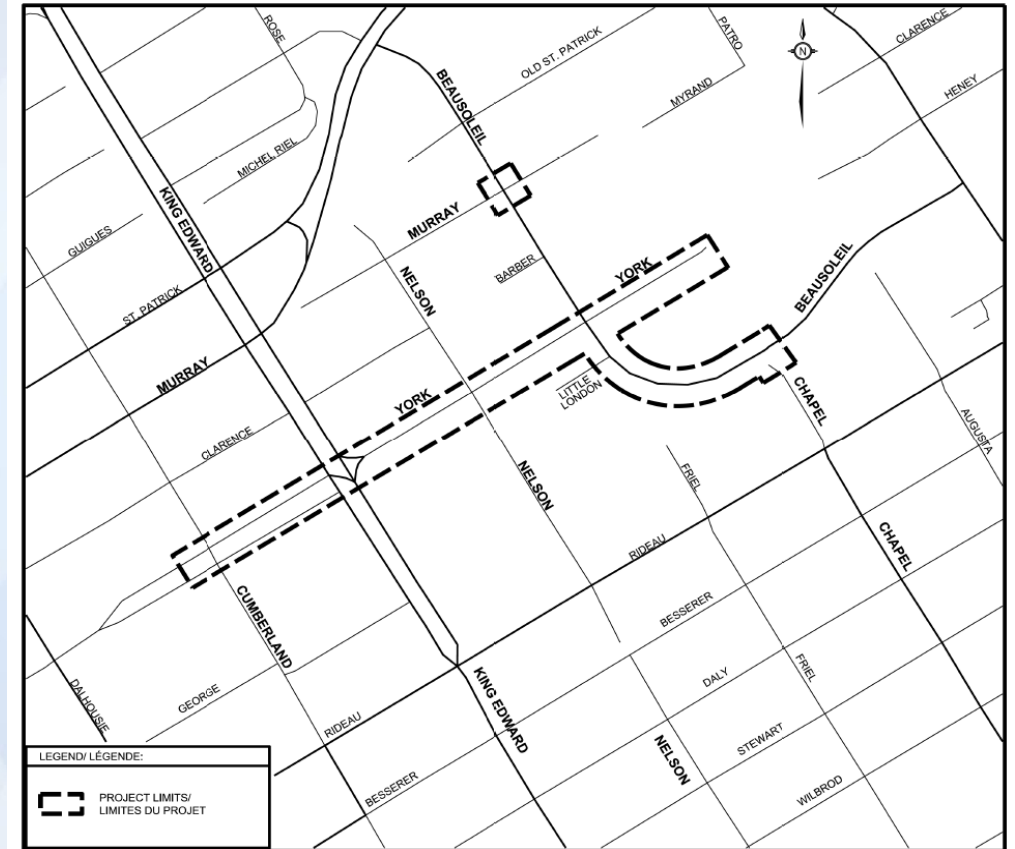 ROSE
PATRO
CLARENCE
OLD ST. PATRICK
N
BEAUSOLEIL
MYRAND
HENEY
MICHEL RIEL
KING EDWARD
MURRAY
GUIGUES
BARBER
YORK
BEAUSOLEIL
NELSON
ST. PATRICK
MURRAY
LITTLE
LONDON
CHAPEL
YORK
AUGUSTA
CLARENCE
NELSON
FRIEL
RIDEAU
CHAPEL
CUMBERLAND
BESSERER
DALHOUSIE
GEORGE
KING EDWARD
DALY
FRIEL
RIDEAU
NELSON
STEWART
BESSERER
WILBROD
LEGEND/ LÉGENDE:
PROJECT LIMITS/
LIMITES DU PROJET